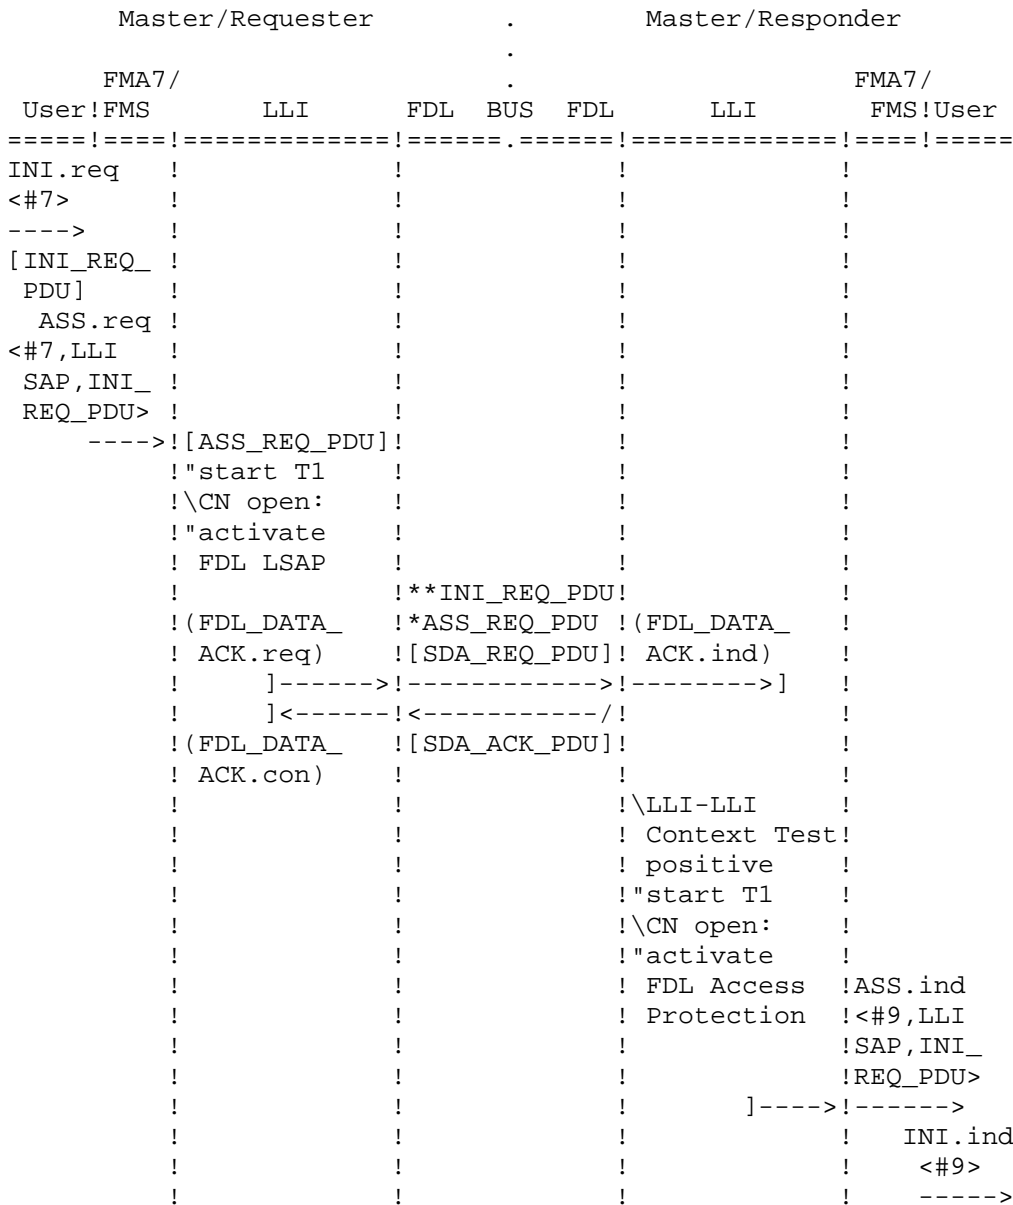 Master/Requester         .        Master/Responder
                                .
      FMA7/                     .                     FMA7/
 User!FMS       LLI      FDL   BUS  FDL      LLI       FMS!User
=====!====!=============!======.======!=============!====!=====
INI.req   !             !             !             !
<#7>      !             !             !             !
---->     !             !             !             !
[INI_REQ_ !             !             !             !
 PDU]     !             !             !             !
  ASS.req !             !             !             !
<#7,LLI   !             !             !             !
 SAP,INI_ !             !             !             !
 REQ_PDU> !             !             !             !
     ---->![ASS_REQ_PDU]!             !             !
          !"start T1    !             !             !
          !\CN open:    !             !             !
          !"activate    !             !             !
          ! FDL LSAP    !             !             !
          !             !**INI_REQ_PDU!             !
          !(FDL_DATA_   !*ASS_REQ_PDU !(FDL_DATA_   !
          ! ACK.req)    ![SDA_REQ_PDU]! ACK.ind)    !
          !     ]------>!------------>!-------->]   !
          !     ]<------!<-----------/!             !
          !(FDL_DATA_   ![SDA_ACK_PDU]!             !
          ! ACK.con)    !             !             !
          !             !             !\LLI-LLI     !
          !             !             ! Context Test!
          !             !             ! positive    !
          !             !             !"start T1    !
          !             !             !\CN open:    !
          !             !             !"activate    !
          !             !             ! FDL Access  !ASS.ind
          !             !             ! Protection  !<#9,LLI
          !             !             !             !SAP,INI_
          !             !             !             !REQ_PDU>
          !             !             !       ]---->!------>
          !             !             !             !   INI.ind
          !             !             !             !    <#9>
          !             !             !             !    ----->